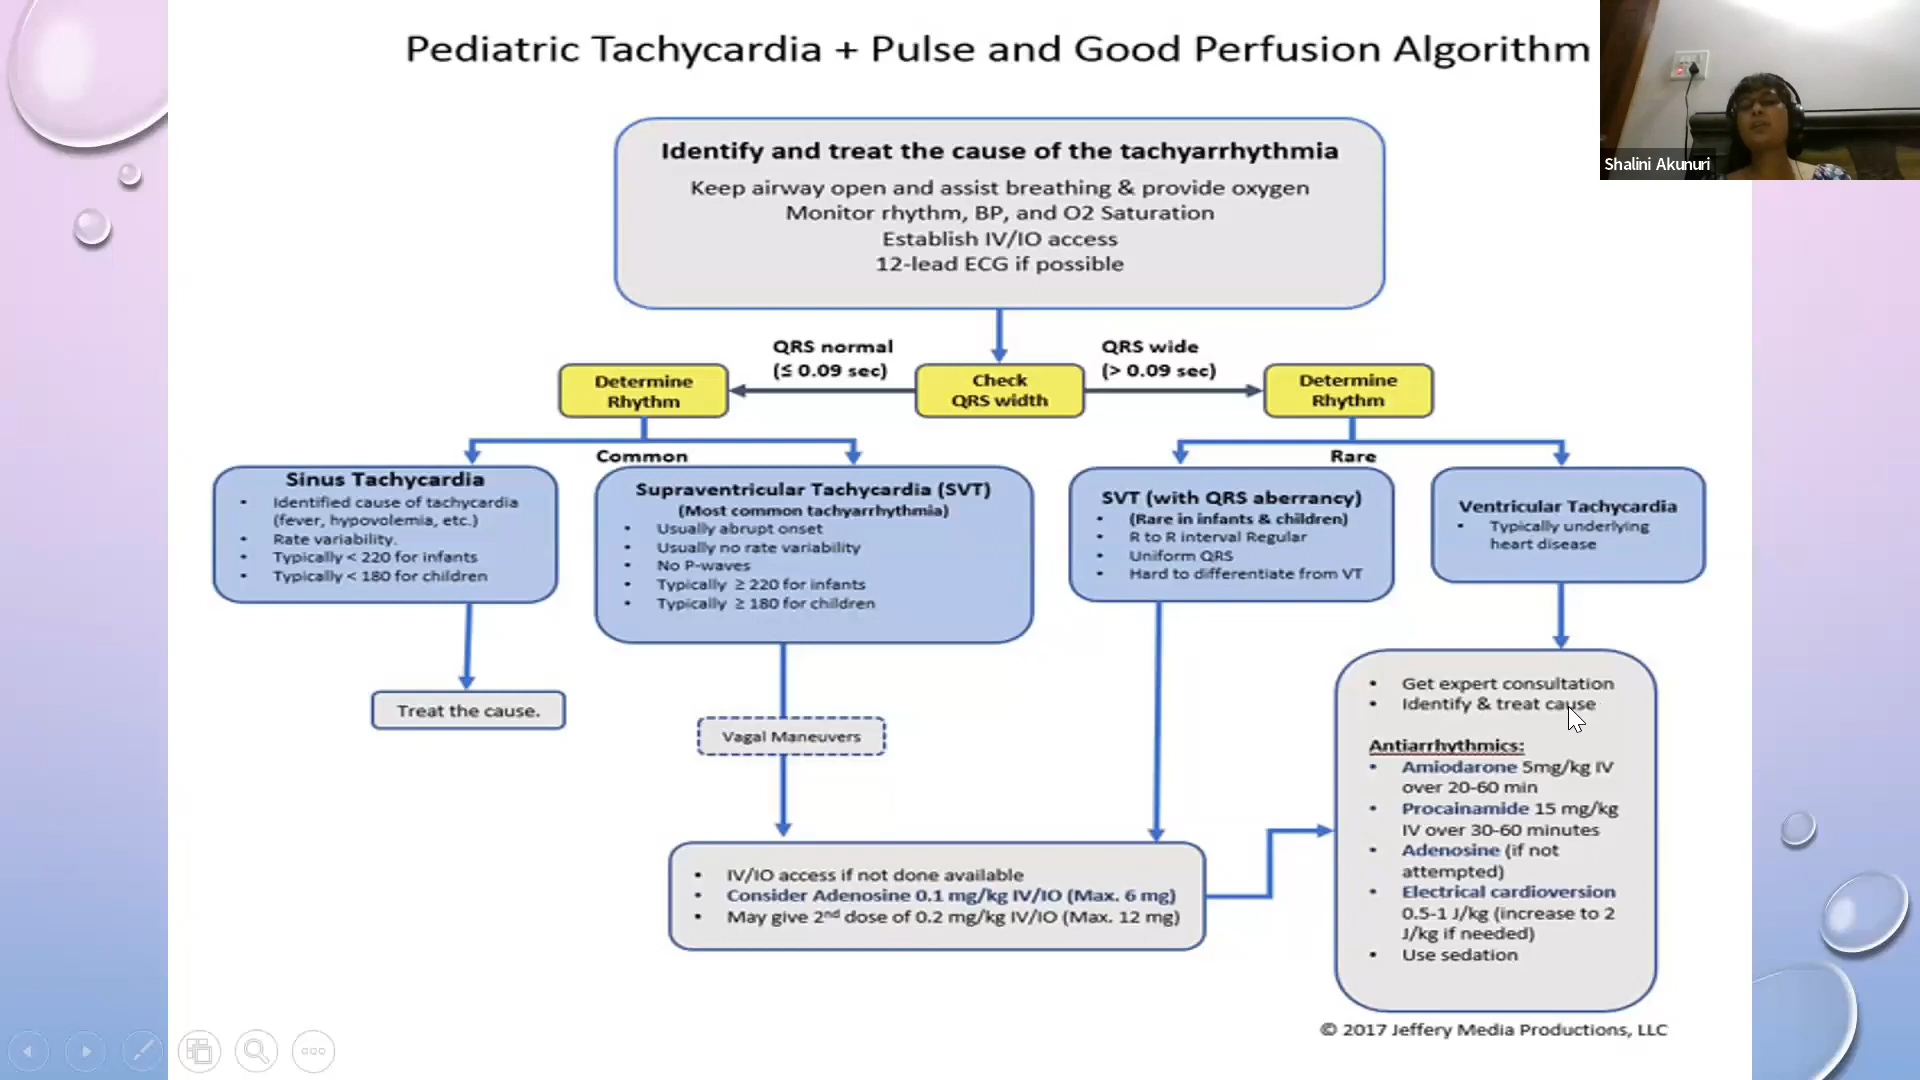 Pediatric Tachycardia + Pulse and Good Perfusion Algorithm
Shalini Akunuri
Identify and treat the cause of the tachyarrhythmia
Keep airway open and assist breathing & provide oxygen
Monitor rhythm, BP, and O2 Saturation
Establish IV/IO access
12-lead ECG if possible
QRS normal
(≤ 0.09 sec)
QRS wide
(> 0.09 sec)
Determine
Rhythm
Check
QRS width
Determine
Rhythm
Common
Rare
Sinus Tachycardia
• Identified cause of tachycardia
(fever, hypovolemia, etc.)
• Rate variability.
• Typically < 220 for infants
• Typically < 180 for children
Supraventricular Tachycardia (SVT)
(Most common tachyarrhythmia)
• Usually abrupt onset
• Usually no rate variability
• No P-waves
• Typically ≥ 220 for infants
• Typically ≥ 180 for children
SVT (with QRS aberrancy)
• (Rare in infants & children)
• R to R interval Regular
• Uniform QRS
• Hard to differentiate from VT
Ventricular Tachycardia
• Typically underlying
heart disease
Treat the cause.
Vagal Maneuvers
• IV/IO access if not done available
• Consider Adenosine 0.1 mg/kg IV/IO (Max. 6 mg)
• May give 2nd dose of 0.2 mg/kg IV/IO (Max. 12 mg)
• Get expert consultation
• Identify & treat cause
Antiarrhythmics:
• Amiodarone 5mg/kg IV
over 20-60 min
• Procainamide 15 mg/kg
IV over 30-60 minutes
• Adenosine (if not
attempted)
• Electrical cardioversion
0.5-1 J/kg (increase to 2
J/kg if needed)
• Use sedation
© 2017 Jeffery Media Productions, LLC